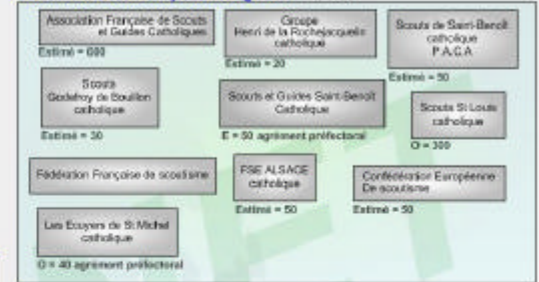 Association Française de Scouts
et Guides Catholiques
Estimé = 600
Groupe
Henri de la Rochejacquelin
catholique
Estimé = 20
Scouts de Saint-Benoît
catholique
P.A.C.A
Estimé = 50
Scouts
Godefroy de Bouillon
catholique
Estimé = 30
Scouts et Guides Saint-Benoît
Catholique
E = 50 agrément préfectoral
Scouts St Louis
catholique
O = 300
Fédération Française de scoutisme
FSE ALSACE
catholique
Estimé = 50
Confédération Européenne
De scoutisme
Estimé = 50
Les Ecuyers de St Michel
catholique
O = 40 agrément préfectoral